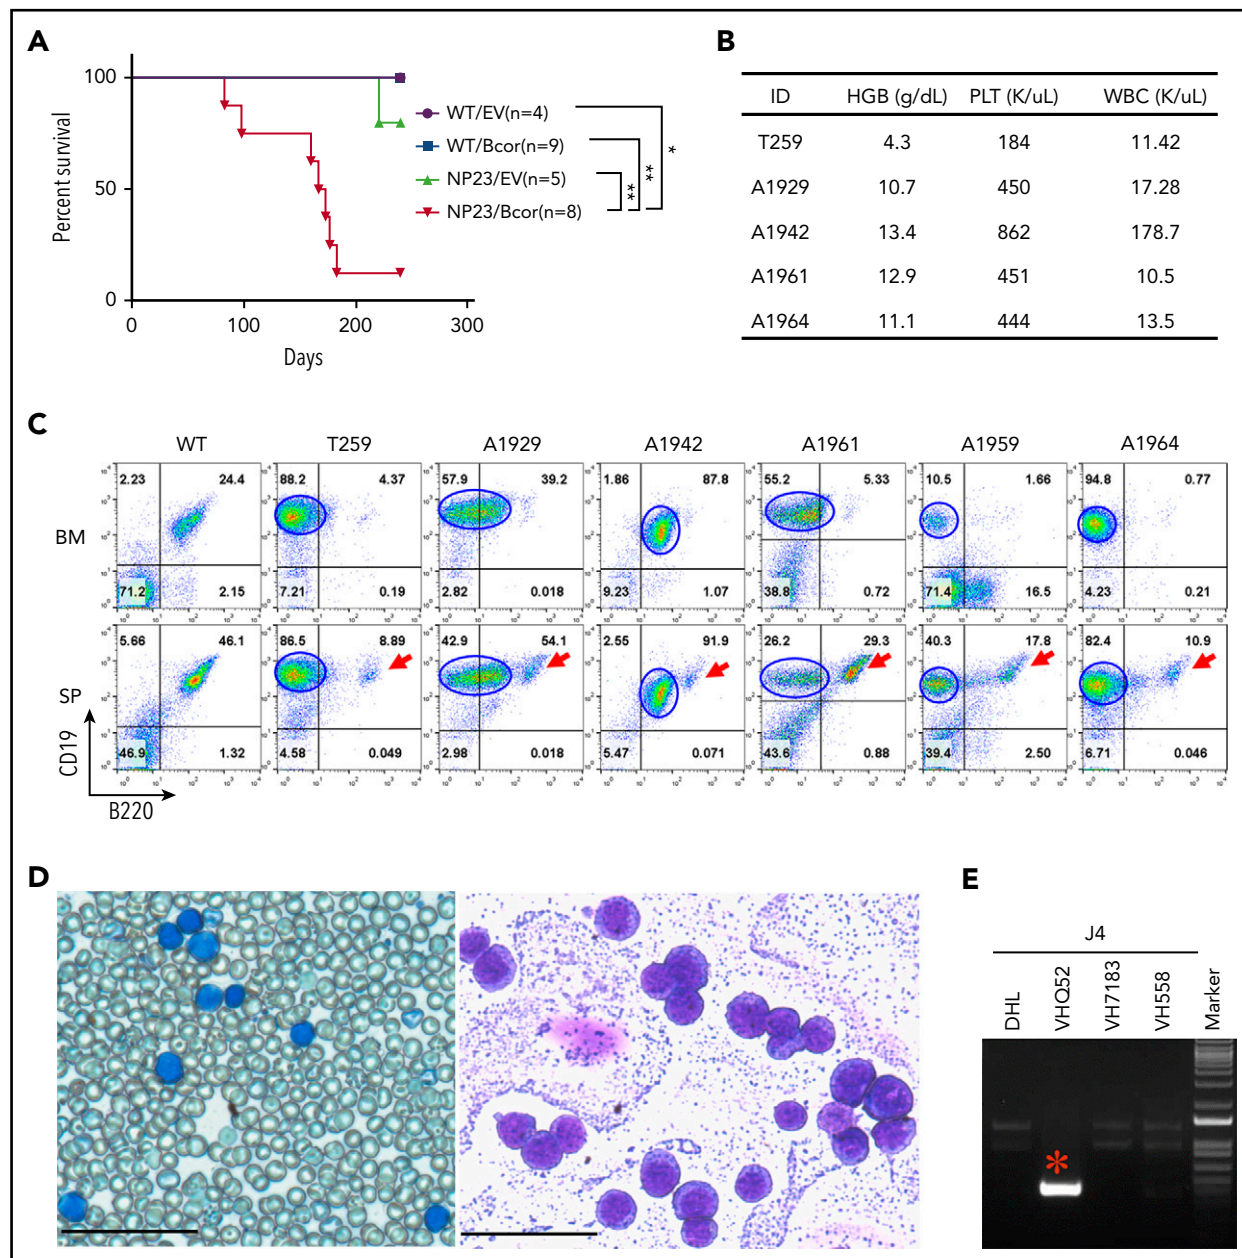 A
100
50
0
0
100
200
300
Percent survival
Days
WT/EV(n=4)
WT/Bcor(n=9)
NP23/EV(n=5)
NP23/Bcor(n=8)
**
**
*
B
ID HGB (g/dL) PLT (K/uL) WBC (K/uL)
T259 4.3 184 11.42
A1929 10.7 450 17.28
A1942 13.4 862 178.7
A1961 12.9 451 10.5
A1964 11.1 444 13.5
C
WT T259 A1929 A1942 A1961 A1959 A1964
BM
2.23 24.4 88.2 4.37 57.9 39.2 1.86 87.8 55.2 5.33 10.5 1.66 94.8 0.77
71.2 2.15 7.21 0.19 2.82 0.018 9.23 1.07 38.8 0.72 71.4 16.5 4.23 0.21
SP
5.66 46.1 86.5 8.89 42.9 54.1 2.55 91.9 26.2 29.3 40.3 17.8 82.4 10.9
46.9 1.32 4.58 0.049 2.98 0.018 5.47 0.071 43.6 0.88 39.4 2.50 6.71 0.046
CD19
B220
D
E
J4
DHL
VHQ52
VH7183
VH558
Marker
*